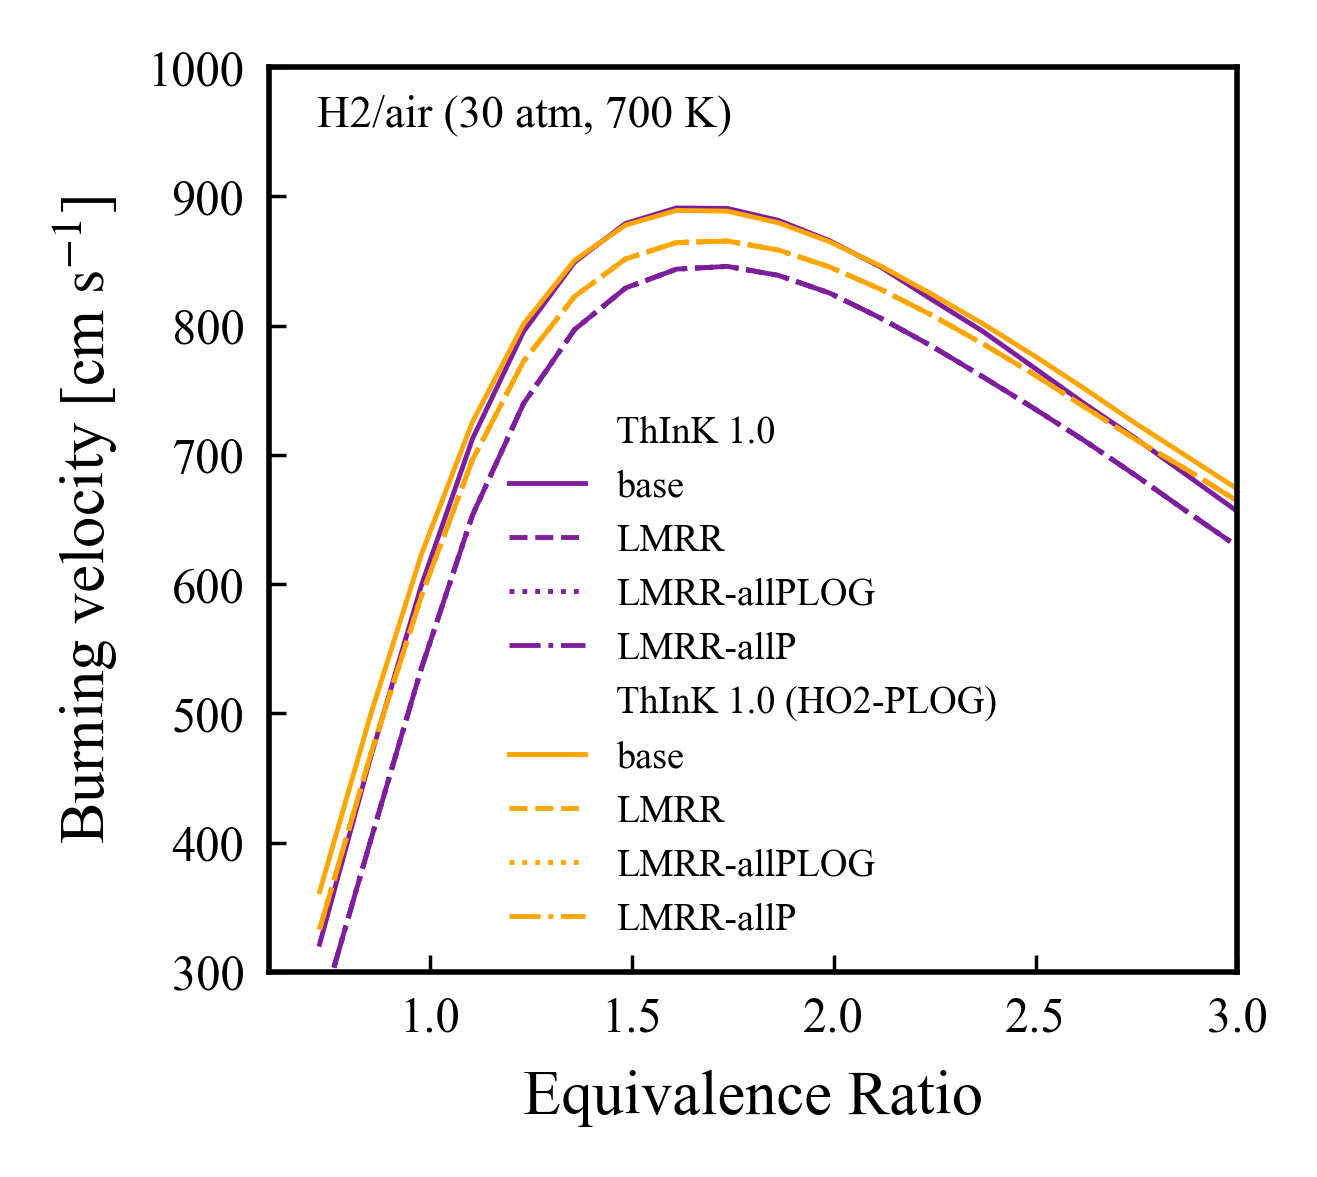 H2/air (30 atm, 700 K)
1000
900
800
700
600
500
400
300
Burning velocity [cm s⁻¹]
ThInK 1.0
base
LMRR
LMRR-allPLOG
LMRR-allP
ThInK 1.0 (HO2-PLOG)
base
LMRR
LMRR-allPLOG
LMRR-allP
1.0 1.5 2.0 2.5 3.0
Equivalence Ratio